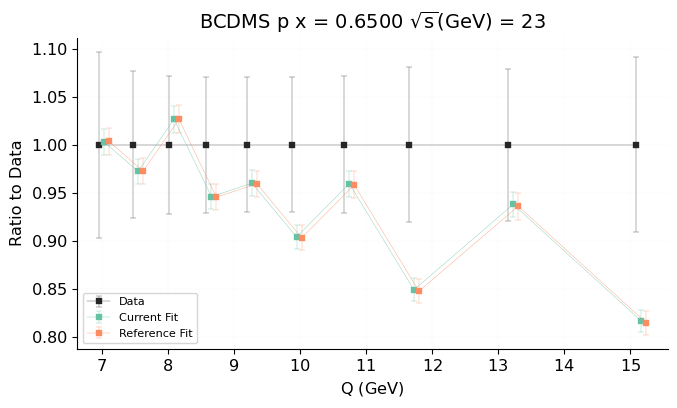 BCDMS p x = 0.6500 √s(GeV) = 23
Ratio to Data
1.10
1.05
1.00
0.95
0.90
0.85
0.80
Data
Current Fit
Reference Fit
7 8 9 10 11 12 13 14 15
Q (GeV)